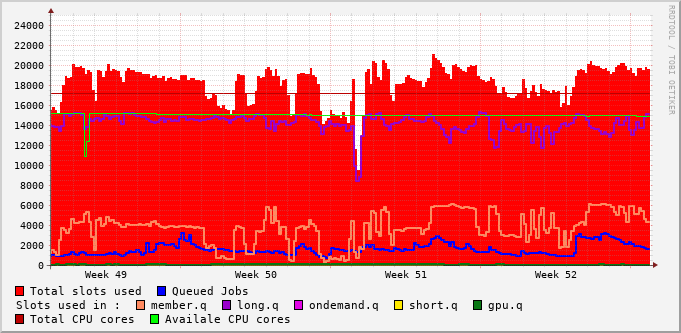 RRDTOOL / TOBI OETIKER
24000
22000
20000
18000
16000
14000
12000
10000
8000
6000
4000
2000
0
Week 49 Week 50 Week 51 Week 52
Total slots used Queued Jobs
Slots used in : member.q long.q ondemand.q short.q gpu.q
Total CPU cores Availale CPU cores